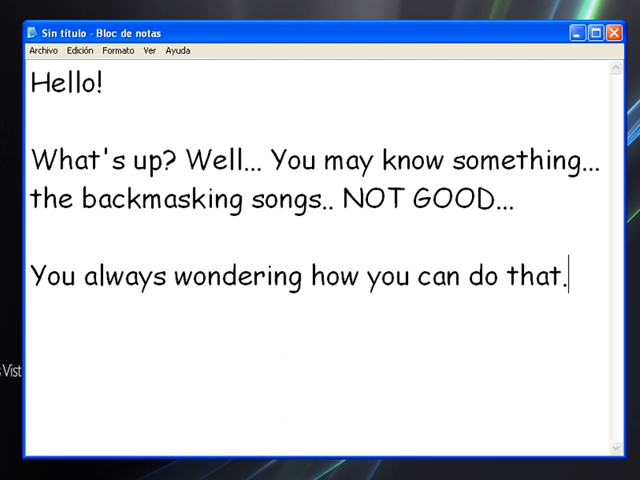 Sin título - Bloc de notas
Archivo Edición Formato Ver Ayuda
Hello!
What's up? Well... You may know something...
the backmasking songs.. NOT GOOD...
You always wondering how you can do that.
s Vist